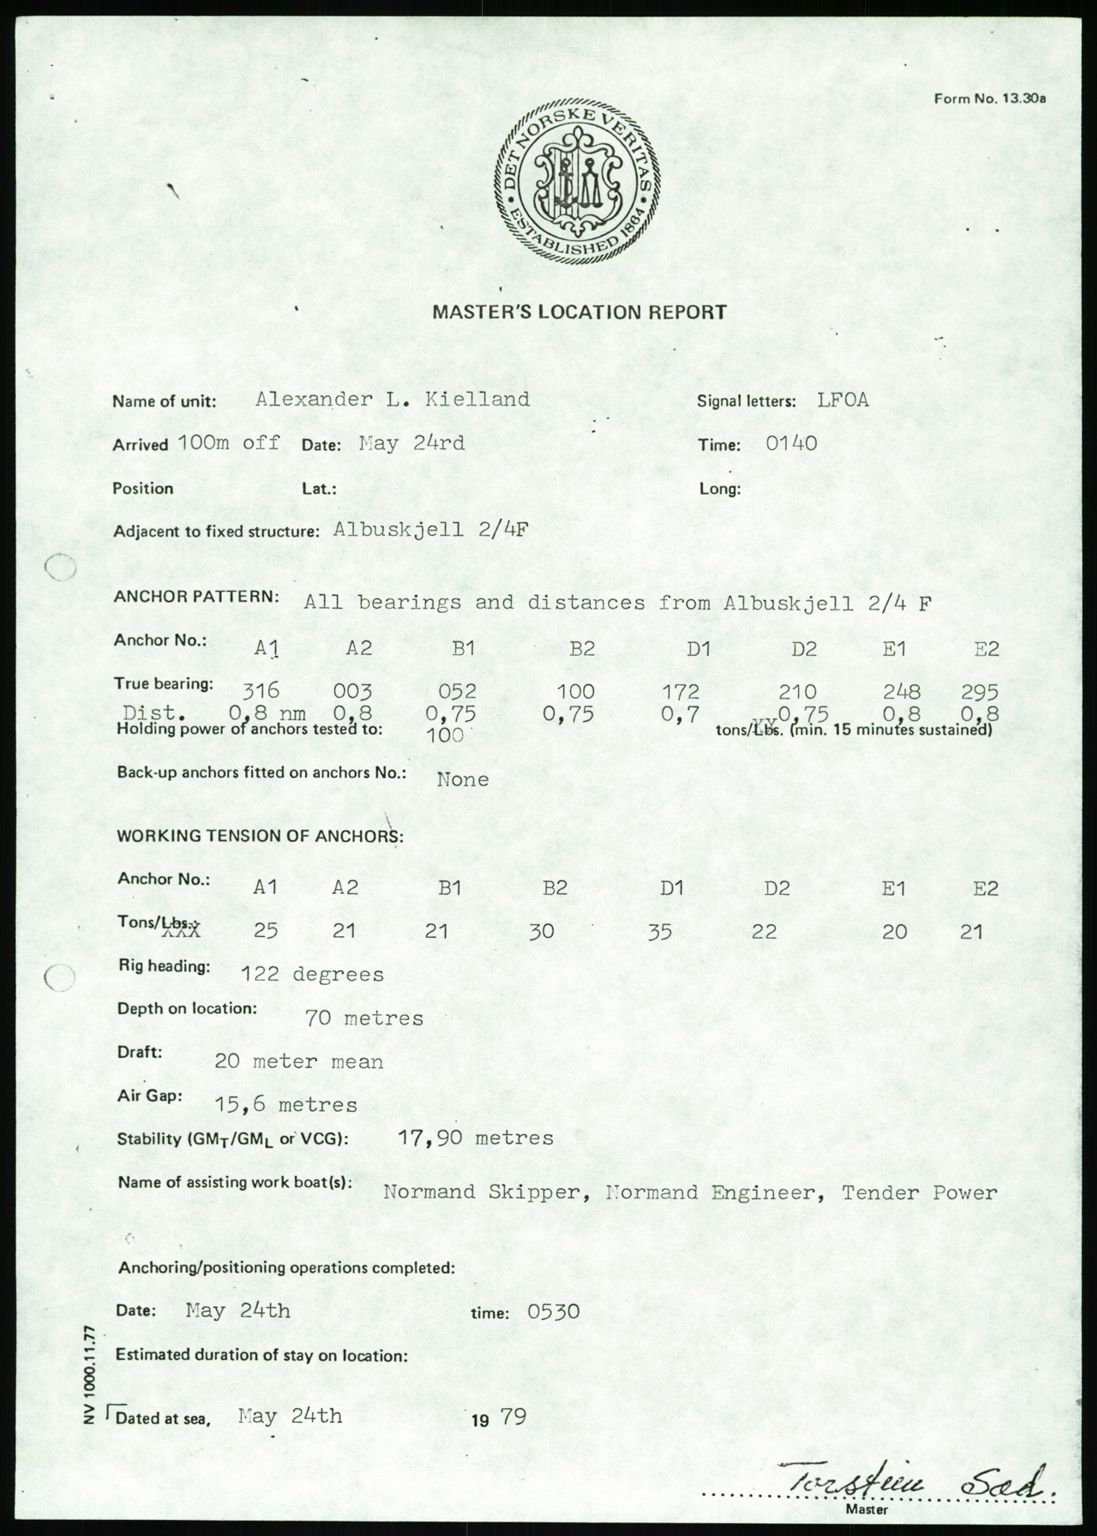 Form No. 13.30a
DET NORSKE VERITAS
ESTABLISHED 1864
MASTER'S LOCATION REPORT
Name of unit: Alexander L. Kielland Signal letters: LFOA
Arrived 100m off Date: May 24rd Time: 0140
Position Lat.: Long:
Adjacent to fixed structure: Albuskjell 2/4F
ANCHOR PATTERN: All bearings and distances from Albuskjell 2/4 F
Anchor No.: A1 A2 B1 B2 D1 D2 E1 E2
True bearing: 316 003 052 100 172 210 248 295
Dist. 0,8 nm 0,8 0,75 0,75 0,7 0,75 0,8 0,8
Holding power of anchors tested to: 100 tons/Lbs. (min. 15 minutes sustained)
Back-up anchors fitted on anchors No.: None
WORKING TENSION OF ANCHORS:
Anchor No.: A1 A2 B1 B2 D1 D2 E1 E2
Tons/Lbs.: 25 21 21 30 35 22 20 21
Rig heading: 122 degrees
Depth on location: 70 metres
Draft: 20 meter mean
Air Gap: 15,6 metres
Stability (GMT/GML or VCG): 17,90 metres
Name of assisting work boat(s): Normand Skipper, Normand Engineer, Tender Power
Anchoring/positioning operations completed:
Date: May 24th time: 0530
Estimated duration of stay on location:
Dated at sea, May 24th 19 79
NV 1000.11.77
Torstein Sæd.
Master